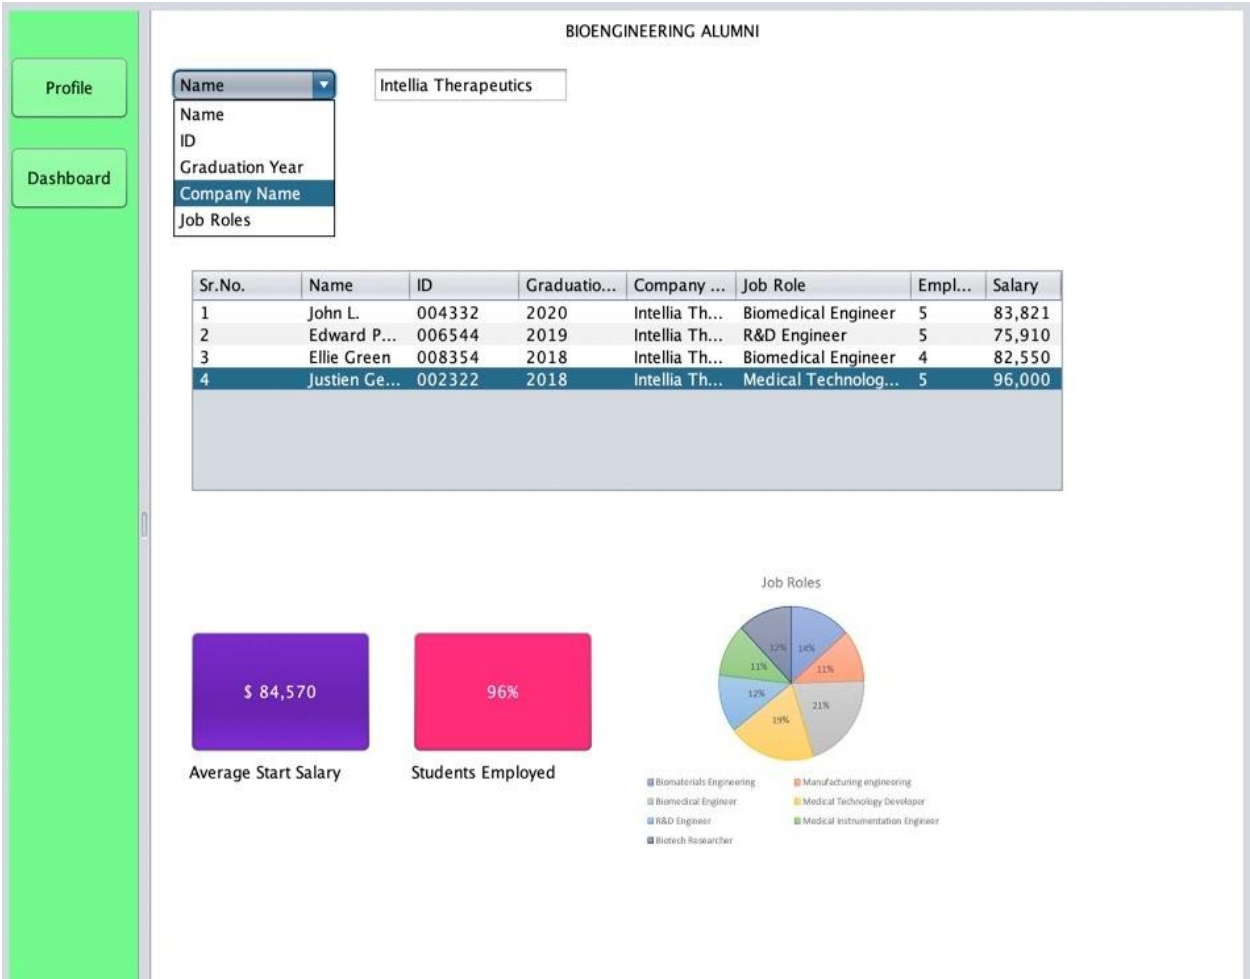 BIOENGINEERING ALUMNI
Profile
Dashboard
Name
Intellia Therapeutics
Name
ID
Graduation Year
Company Name
Job Roles
Sr.No. Name ID Graduatio... Company ... Job Role Empl... Salary
1 John L. 004332 2020 Intellia Th... Biomedical Engineer 5 83,821
2 Edward P... 006544 2019 Intellia Th... R&D Engineer 5 75,910
3 Ellie Green 008354 2018 Intellia Th... Biomedical Engineer 4 82,550
4 Justien Ge... 002322 2018 Intellia Th... Medical Technolog... 5 96,000
$ 84,570
Average Start Salary
96%
Students Employed
Job Roles
12% 14%
11% 11%
12% 21%
19%
Biomaterials Engineering Manufacturing engineering
Biomedical Engineer Medical Technology Developer
R&D Engineer Medical Instrumentation Engineer
Biotech Researcher